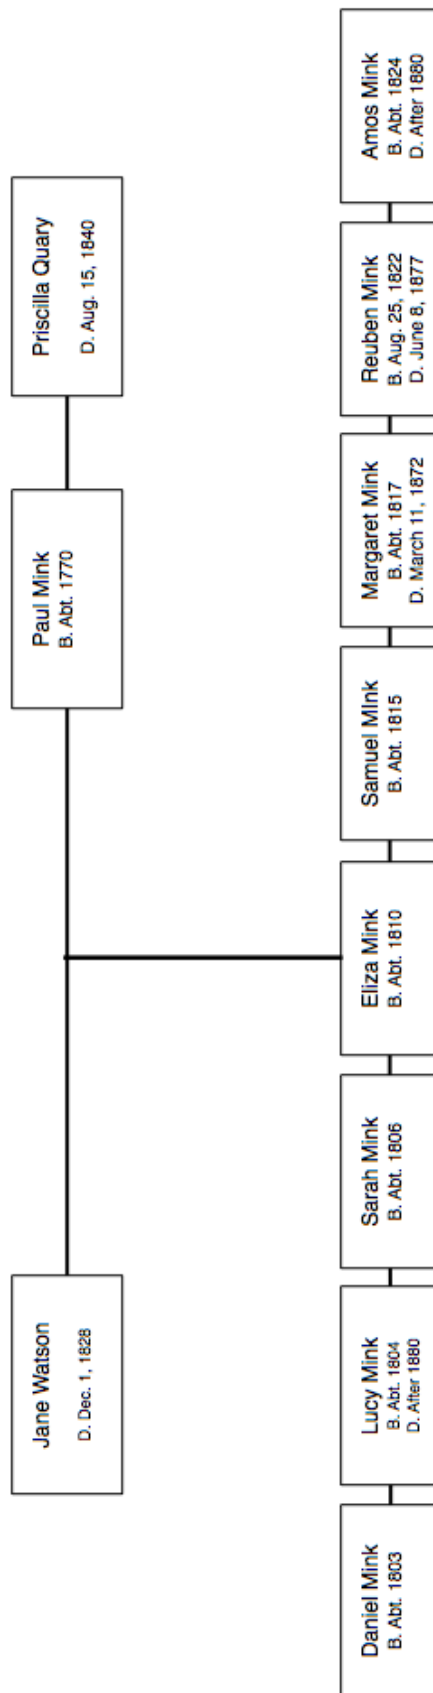 Jane Watson
D. Dec. 1, 1828
Paul Mink
B. Abt. 1770
Priscilla Quary
D. Aug. 15, 1840
Daniel Mink
B. Abt. 1803
Lucy Mink
B. Abt. 1804
D. After 1880
Sarah Mink
B. Abt. 1806
Eliza Mink
B. Abt. 1810
Samuel MInk
B. Abt. 1815
Margaret Mink
B. Abt. 1817
D. March 11, 1872
Reuben Mink
B. Aug. 25, 1822
D. June 8, 1877
Amos Mink
B. Abt. 1824
D. After 1880